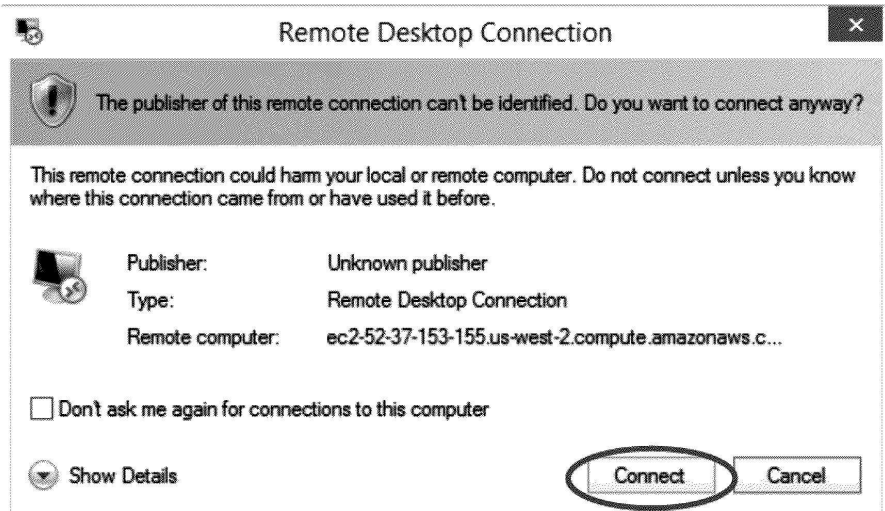 Remote Desktop Connection
The publisher of this remote connection can't be identified. Do you want to connect anyway?
This remote connection could harm your local or remote computer. Do not connect unless you know
where this connection came from or have used it before.
Publisher: Unknown publisher
Type: Remote Desktop Connection
Remote computer: ec2-52-37-153-155.us-west-2.compute.amazonaws.c...
Don't ask me again for connections to this computer
Show Details Connect Cancel